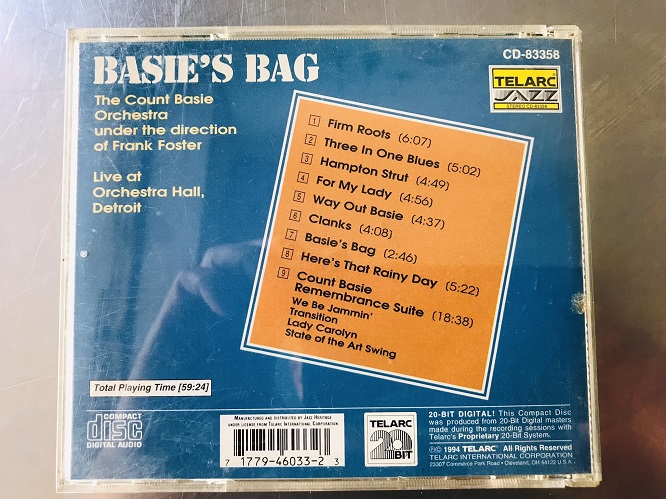 BASIE'S BAG
CD-83358
TELARC
JAZZ
The Count Basie
Orchestra
under the direction
of Frank Foster
Live at
Orchestra Hall,
Detroit
1 Firm Roots (6:07)
2 Three In One Blues (5:02)
3 Hampton Strut (4:49)
4 For My Lady (4:56)
5 Way Out Basie (4:37)
6 Clanks (4:08)
7 Basie's Bag (2:46)
8 Here's That Rainy Day (5:22)
9 Count Basie
Remembrance Suite (18:38)
We Be Jammin'
Transition
Lady Carolyn
State of the Art Swing
Total Playing Time [59:24]
COMPACT
disc
DIGITAL AUDIO
MANUFACTURED AND DISTRIBUTED BY JAZZ HERITAGE
UNDER LICENSE FROM TELARC INTERNATIONAL CORPORATION
7 17779-46033-2 3
TELARC
20
BIT
20-BIT DIGITAL! This Compact Disc
was produced from 20-Bit Digital masters
made during the recording sessions with
Telarc's Proprietary 20-Bit System.
℗© 1994 TELARC All Rights Reserved
TELARC INTERNATIONAL CORPORATION
23307 Commerce Park Road • Cleveland, OH 44122 U.S.A.